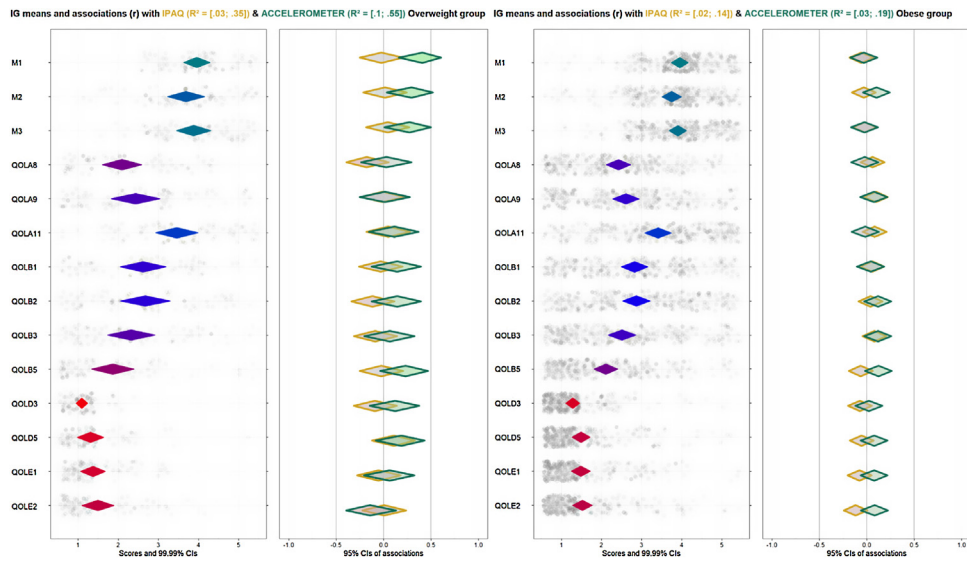 IG means and associations (r) with IPAQ (R² = [.03; .35]) & ACCELEROMETER (R² = [.1; .55]) Overweight group
IG means and associations (r) with IPAQ (R² = [.02; .14]) & ACCELEROMETER (R² = [.03; .19]) Obese group
M1
M2
M3
QOLA8
QOLA9
QOLA11
QOLB1
QOLB2
QOLB3
QOLB5
QOLD3
QOLD5
QOLE1
QOLE2
1 2 3 4 5
Scores and 99.99% CIs
-1.0 -0.5 0.0 0.5 1.0
95% CIs of associations
M1
M2
M3
QOLA8
QOLA9
QOLA11
QOLB1
QOLB2
QOLB3
QOLB5
QOLD3
QOLD5
QOLE1
QOLE2
1 2 3 4 5
Scores and 99.99% CIs
-1.0 -0.5 0.0 0.5 1.0
95% CIs of associations